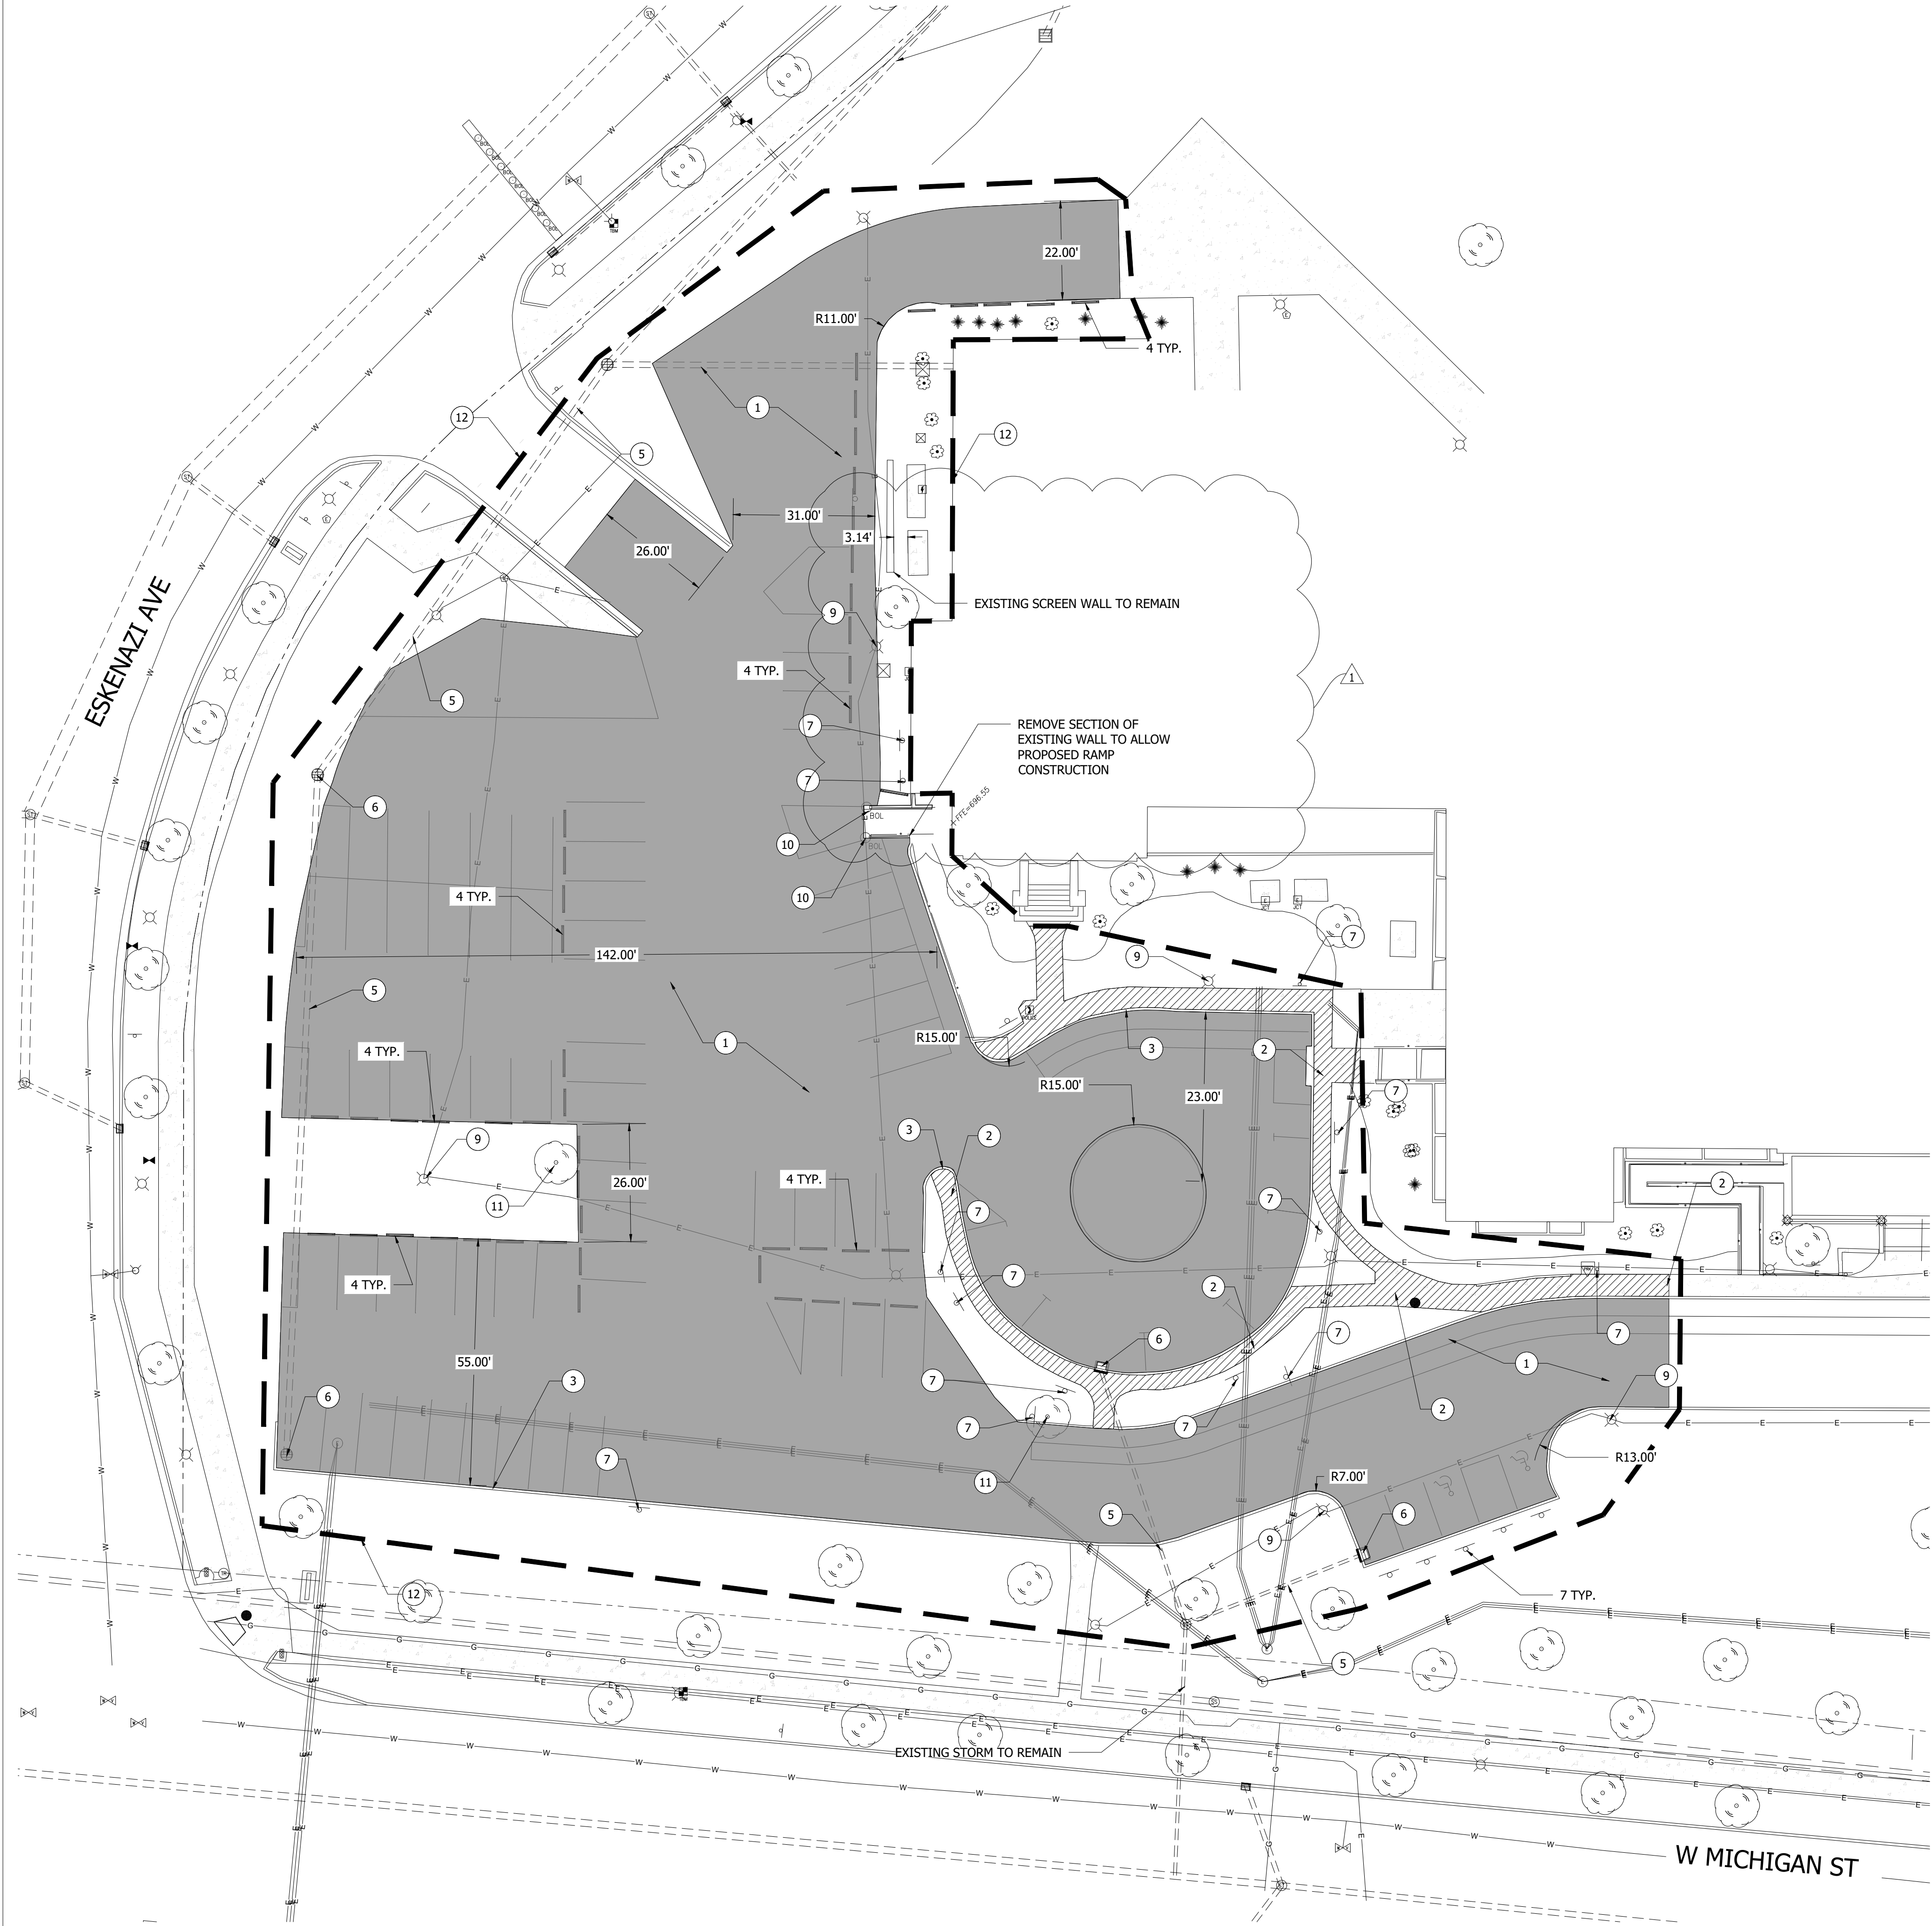 22.00'
R11.00'
4 TYP.
1
12
12
5
31.00'
3.14'
26.00'
EXISTING SCREEN WALL TO REMAIN
9
ESKENAZI AVE
4 TYP.
1
5
7
REMOVE SECTION OF
EXISTING WALL TO ALLOW
PROPOSED RAMP
CONSTRUCTION
7
6
FFE=696.55
BOL
10
BOL
10
4 TYP.
142.00'
7
9
5
R15.00'
1
4 TYP.
3
2
R15.00'
23.00'
7
9
3
2
26.00'
4 TYP.
11
7
7
2
4 TYP.
7
2
6
7
7
55.00'
3
1
9
6
7
7
7
2
7
R13.00'
11
R7.00'
5
6
9
12
7 TYP.
5
EXISTING STORM TO REMAIN
W MICHIGAN ST